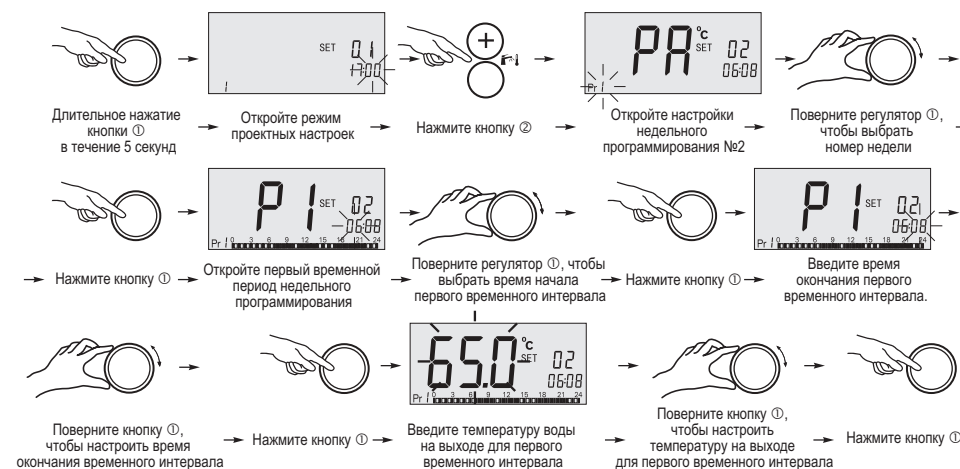 SET 01
17:00
1
°C
PA SET 02
06:08
Pr 1
Длительное нажатие
кнопки ①
в течение 5 секунд
Откройте режим
проектных настроек
Нажмите кнопку ②
Откройте настройки
недельного
программирования №2
Поверните регулятор ①,
чтобы выбрать
номер недели
P1 SET 02
06:08
Pr 1 0 3 6 9 12 15 18 21 24
P1 SET 02
06:08
Pr 1 0 3 6 9 12 15 18 21 24
Нажмите кнопку ①
Откройте первый временной
период недельного
программирования
Поверните регулятор ①, чтобы
выбрать время начала
первого временного интервала
Нажмите кнопку ①
Введите время
окончания первого
временного интервала.
65.0 °C SET 02
06:08
Pr 1 0 3 6 9 12 15 18 21 24
Поверните кнопку ①,
чтобы настроить время
окончания временного интервала
Нажмите кнопку ①
Введите температуру воды
на выходе для первого
временного интервала
Поверните кнопку ①,
чтобы настроить
температуру на выходе
для первого временного интервала
Нажмите кнопку ①